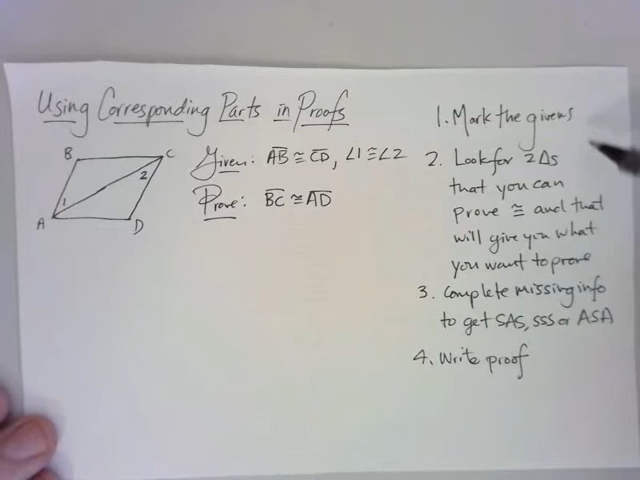 Using Corresponding Parts in Proofs
Given: AB ≅ CD, ∠1 ≅ ∠2
Prove: BC ≅ AD
B
C
2
1
A
D
1. Mark the givens
2. Look for 2 Δs
that you can
prove ≅ and that
will give you what
you want to prove
3. Complete missing info
to get SAS, SSS or ASA
4. Write proof